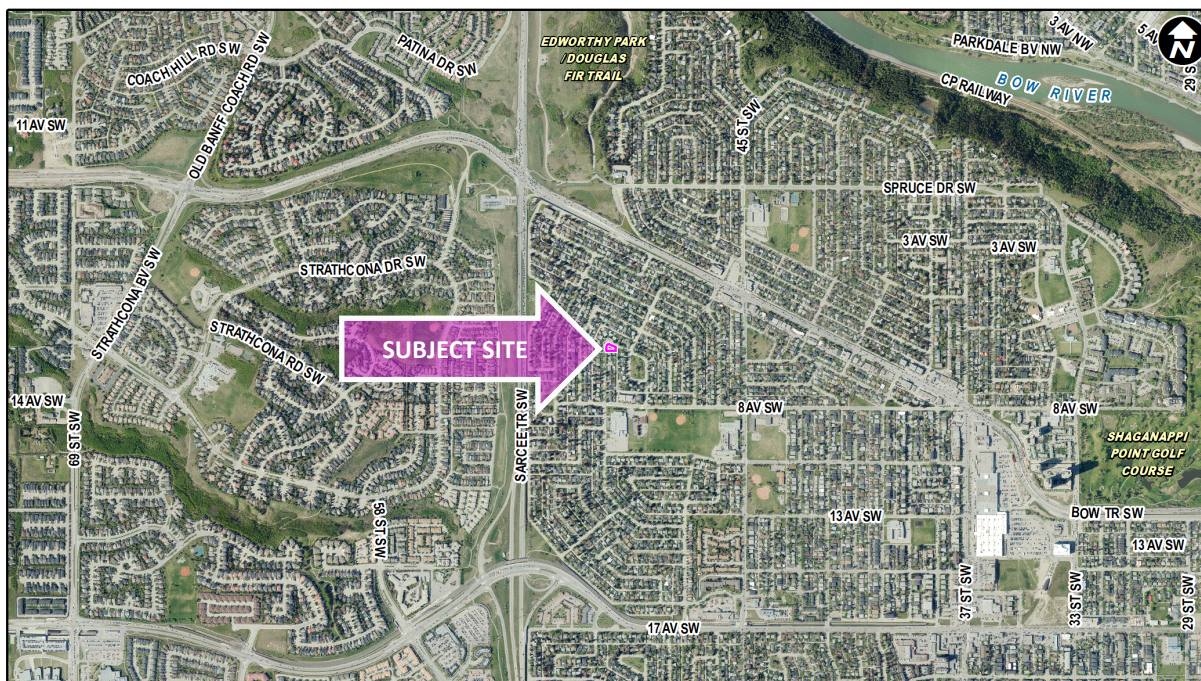 3 AV NW
5 AV
PARKDALE BV NW
N
EDWORTHY PARK
/DOUGLAS
FIR TRAIL
PATINA DR SW
COACH HILL RD SW
OLD BANFF COACH RD SW
BOW RIVER
CP RAILWAY
29 S
11 AV SW
45 ST SW
SPRUCE DR SW
3 AV SW
3 AV SW
STRATHCONA DR SW
STRATHCONA BV SW
STRATHCONA RD SW
SUBJECT SITE
14 AV SW
69 ST SW
SARCEE TR SW
8 AV SW
8 AV SW
SHAGANAPPI
POINT GOLF
COURSE
58 ST SW
13 AV SW
BOW TR SW
13 AV SW
37 ST SW
33 ST SW
29 ST SW
17 AV SW